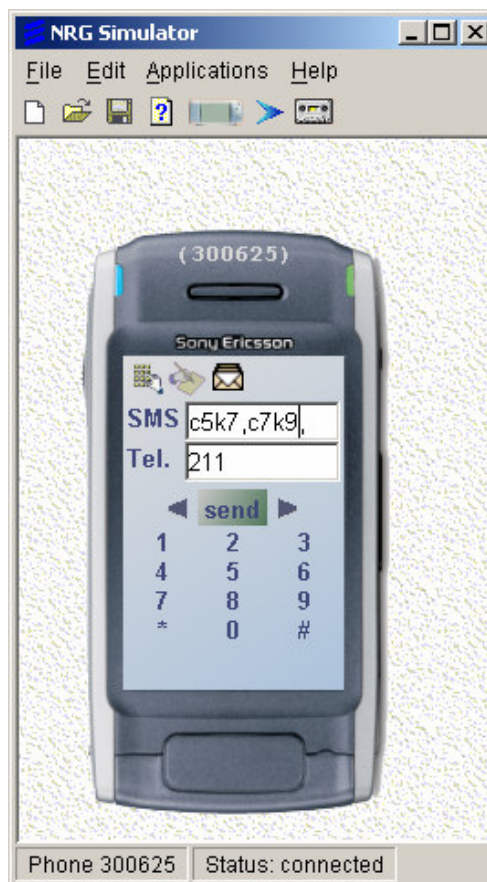 NRG Simulator
File Edit Applications Help
?
(300625)
Sony Ericsson
SMS c5k7,c7k9,
Tel. 211
send
1 2 3
4 5 6
7 8 9
* 0 #
Phone 300625 Status: connected